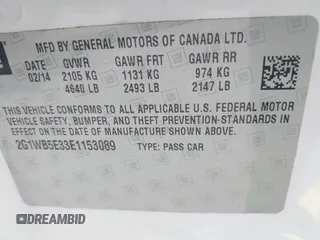 MFD BY GENERAL MOTORS OF CANADA LTD.
DATE GVWR GAWR FRT GAWR RR
02/14 2105 KG 1131 KG 974 KG
4640 LB 2493 LB 2147 LB
THIS VEHICLE CONFORMS TO ALL APPLICABLE U.S. FEDERAL MOTOR
VEHICLE SAFETY, BUMPER, AND THEFT PREVENTION STANDARDS IN
EFFECT ON THE DATE OF MANUFACTURE SHOWN ABOVE.
2G1WB5E33E1153089 TYPE: PASS CAR
DREAMBID